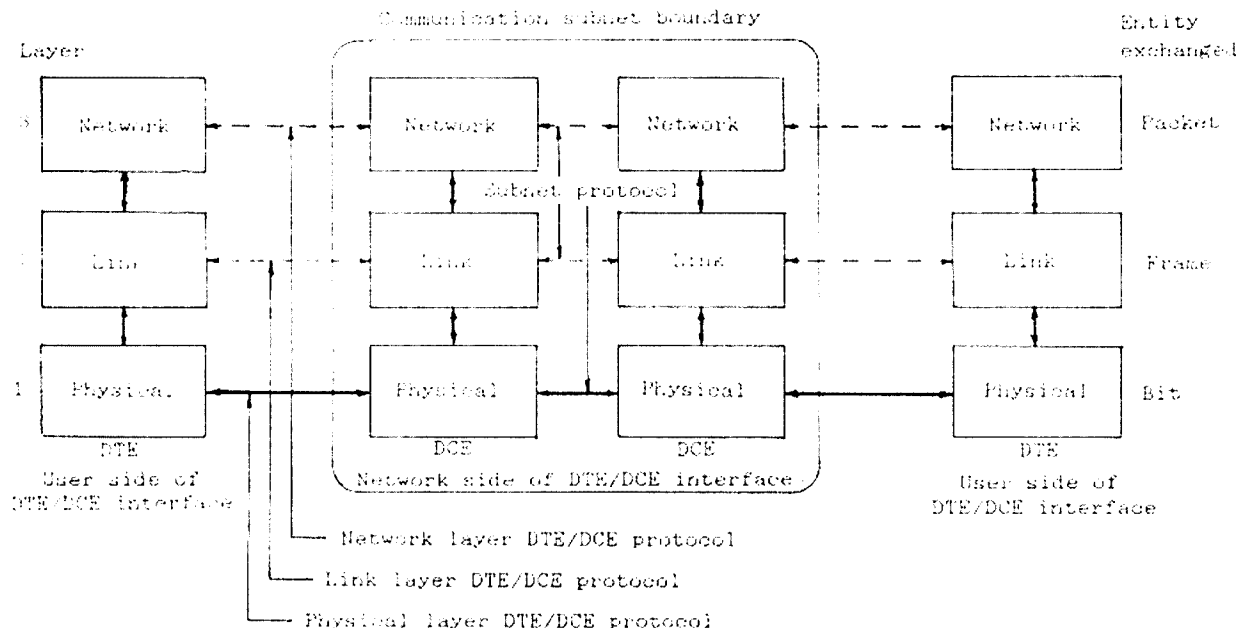 Communication subnet boundary
Entity
exchanged
Layer
3
Network
Network
Network
Network
Packet
Subnet protocol
Link
Link
Link
Link
Frame
1
Physical
Physical
Physical
Physical
Bit
DTE
DCE
DCE
DTE
User side of
DTE/DCE interface
Network side of DTE/DCE interface
User side of
DTE/DCE interface
Network layer DTE/DCE protocol
Link layer DTE/DCE protocol
Physical layer DTE/DCE protocol